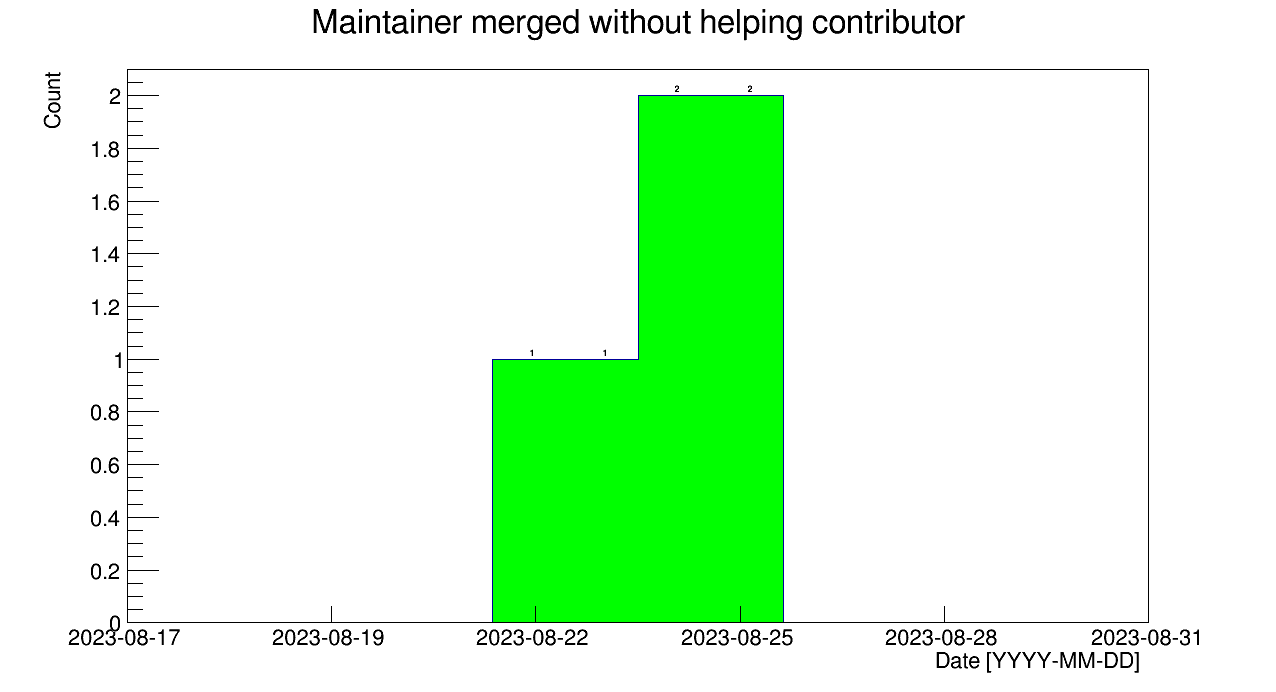 Maintainer merged without helping contributor
Count
2
1.8
1.6
1.4
1.2
1
0.8
0.6
0.4
0.2
0
1 1 2 2
2023-08-17 2023-08-19 2023-08-22 2023-08-25 2023-08-28 2023-08-31
Date [YYYY-MM-DD]